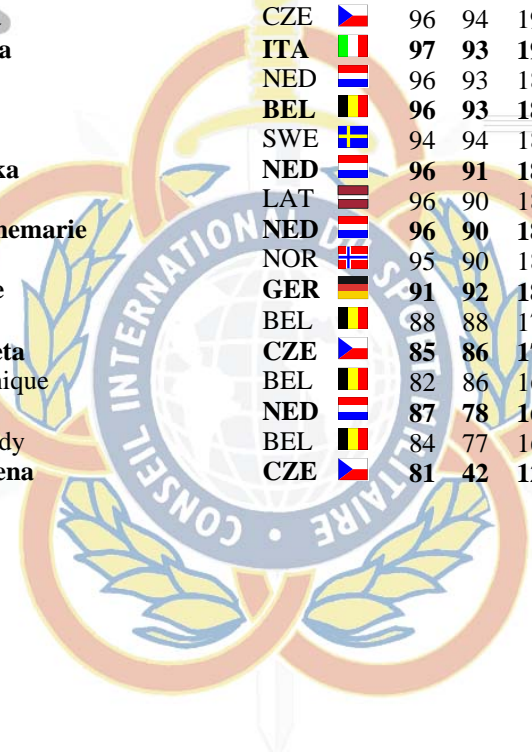 CZE 96 94
a ITA 97 93
NED 96 93
BEL 96 93
SWE 94 94
ka NED 96 91
LAT 96 90
nemarie NED 96 90
NOR 95 90
e GER 91 92
BEL 88 88
eta CZE 85 86
nique BEL 82 86
NED 87 78
dy BEL 84 77
ena CZE 81 42
CONSEIL INTERNATIONAL DU SPORT MILITAIRE